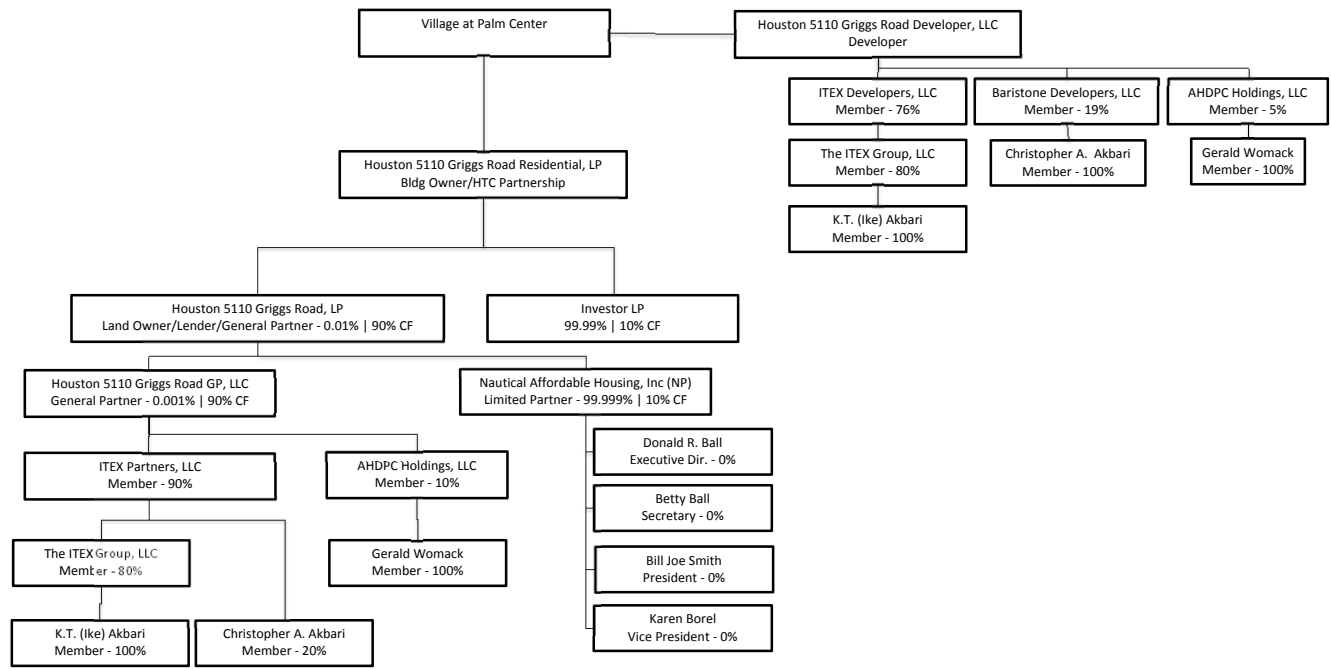 Village at Palm Center
Houston 5110 Griggs Road Developer, LLC
Developer
ITEX Developers, LLC
Member - 76%
Baristone Developers, LLC
Member - 19%
AHDPC Holdings, LLC
Member - 5%
The ITEX Group, LLC
Member - 80%
Christopher A. Akbari
Member - 100%
Gerald Womack
Member - 100%
K.T. (Ike) Akbari
Member - 100%
Houston 5110 Griggs Road Residential, LP
Bldg Owner/HTC Partnership
Houston 5110 Griggs Road, LP
Land Owner/Lender/General Partner - 0.01% | 90% CF
Investor LP
99.99% | 10% CF
Houston 5110 Griggs Road GP, LLC
General Partner - 0.001% | 90% CF
Nautical Affordable Housing, Inc (NP)
Limited Partner - 99.999% | 10% CF
ITEX Partners, LLC
Member - 90%
AHDPC Holdings, LLC
Member - 10%
The ITEX Group, LLC
Member - 80%
Gerald Womack
Member - 100%
K.T. (Ike) Akbari
Member - 100%
Christopher A. Akbari
Member - 20%
Donald R. Ball
Executive Dir. - 0%
Betty Ball
Secretary - 0%
Bill Joe Smith
President - 0%
Karen Borel
Vice President - 0%